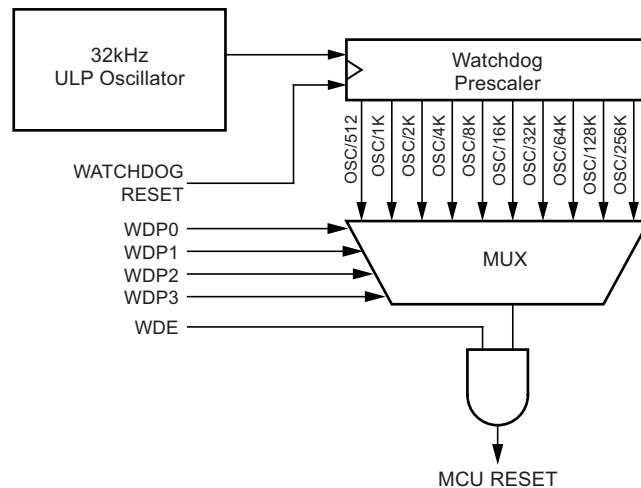 32kHz
ULP Oscillator
Watchdog
Prescaler
OSC/512
OSC/1K
OSC/2K
OSC/4K
OSC/8K
OSC/16K
OSC/32K
OSC/64K
OSC/128K
OSC/256K
WATCHDOG
RESET
WDP0
WDP1
WDP2
WDP3
MUX
WDE
MCU RESET